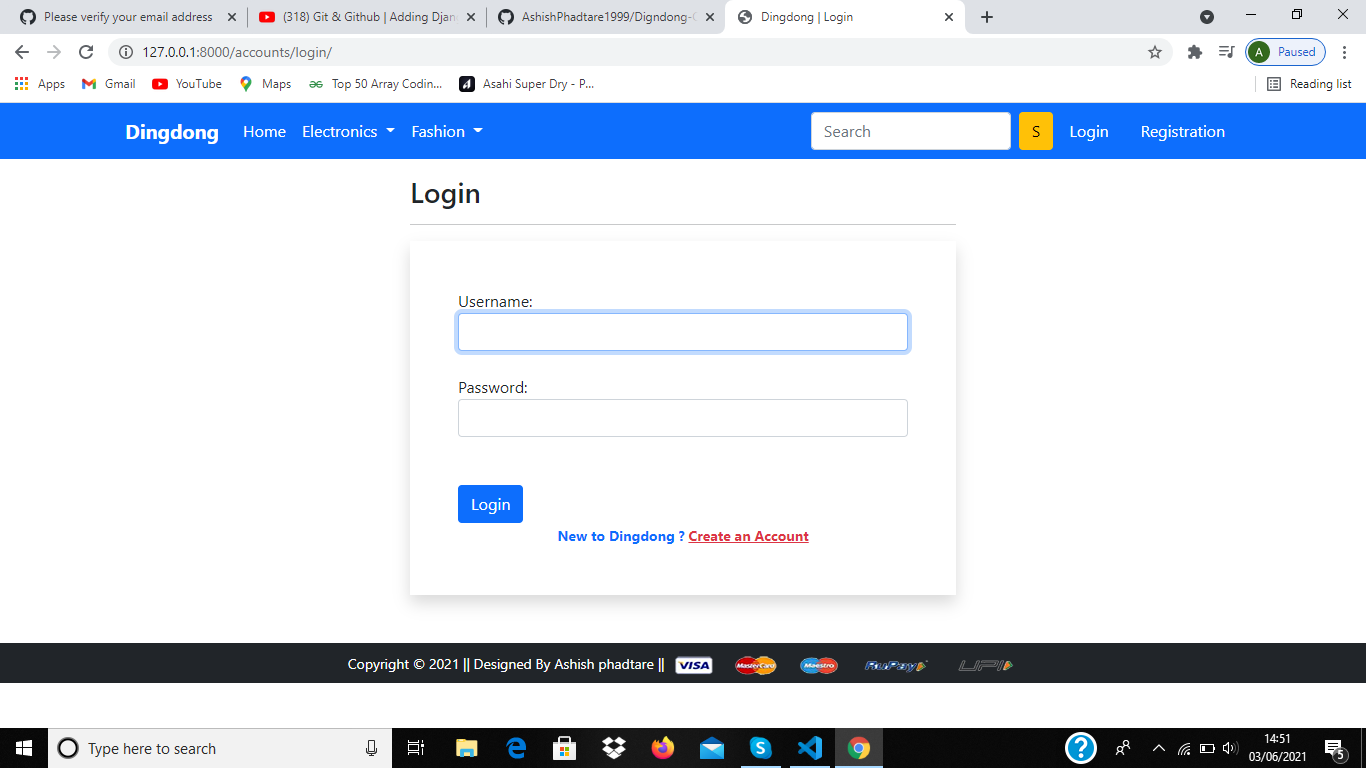 Please verify your email address
(318) Git & Github | Adding Djan
AshishPhadtare1999/Digndong-C
Dingdong | Login
127.0.0.1:8000/accounts/login/
A Paused
Apps Gmail YouTube Maps Top 50 Array Codin... Asahi Super Dry - P... Reading list
Dingdong Home Electronics Fashion Search S Login Registration
Login
Username:
Password:
Login
New to Dingdong ? Create an Account
Copyright © 2021 || Designed By Ashish phadtare || VISA MasterCard Maestro RuPay UPI
Type here to search
14:51
03/06/2021
5